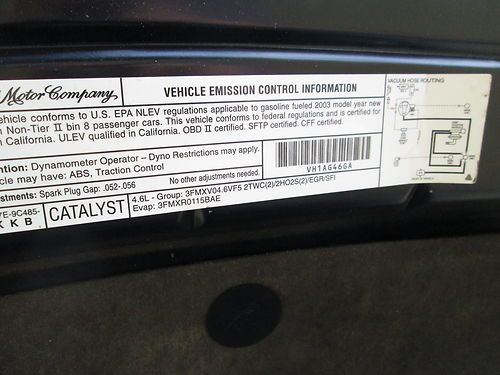 Motor Company
VEHICLE EMISSION CONTROL INFORMATION
VACUUM HOSE ROUTING
ehicle conforms to U.S. EPA NLEV regulations applicable to gasoline fueled 2003 model year new
Non-Tier II bin 8 passenger cars. This vehicle conforms to federal regulations and is certified for
California. ULEV qualified in California. OBD II certified. SFTP certified. CFF certified.
ntion: Dynamometer Operator – Dyno Restrictions may apply.
cle may have: ABS, Traction Control
VH1AG46GA
stments: Spark Plug Gap: .052-.056
No other adjustments needed.
7E-9C485-
K K B
CATALYST
4.6L - Group: 3FMXV04.6VF5 2TWC(2)/2HO2S(2)/EGR/SFI
Evap: 3FMXR0115BAE